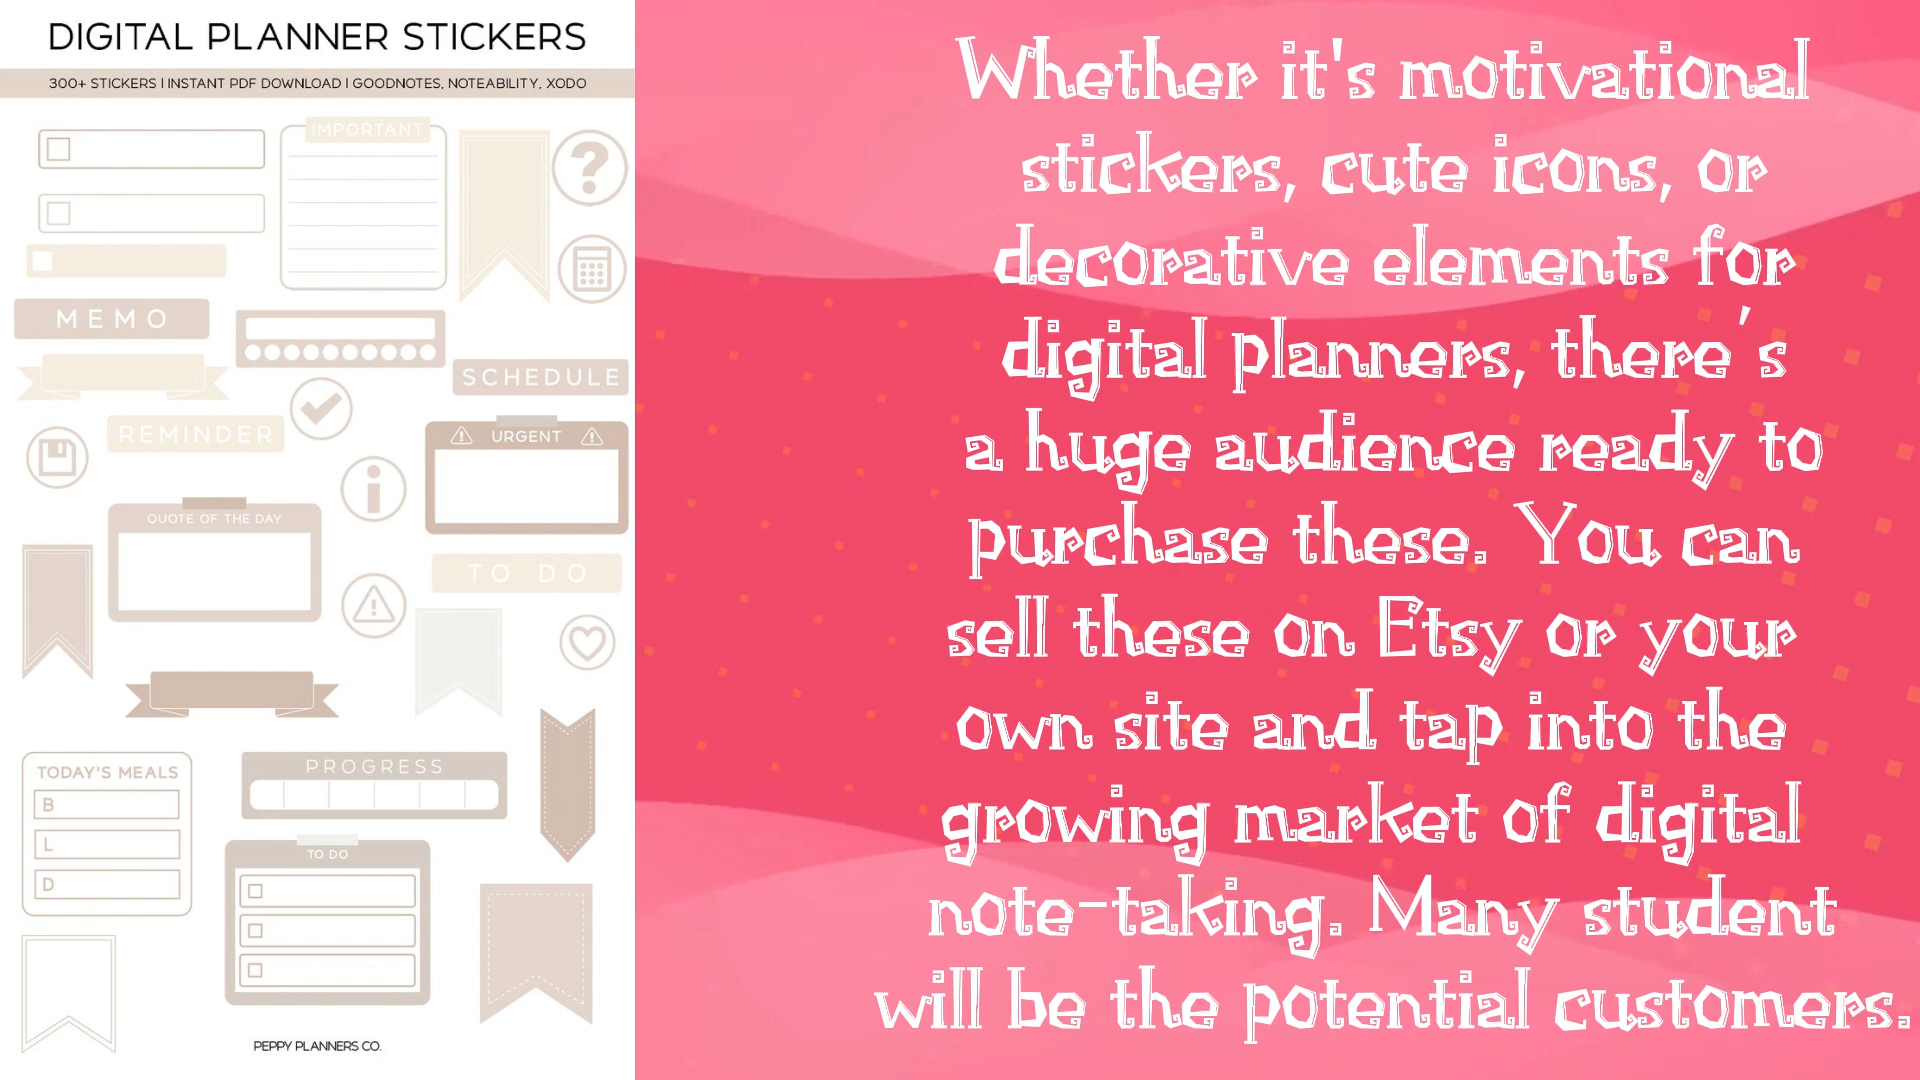 DIGITAL PLANNER STICKERS
300+ STICKERS | INSTANT PDF DOWNLOAD | GOODNOTES, NOTEABILITY, XODO
IMPORTANT
?
MEMO
SCHEDULE
REMINDER
! URGENT !
i
QUOTE OF THE DAY
TO DO
!
TODAY'S MEALS
B
L
D
PROGRESS
TO DO
PEPPY PLANNERS CO.
Whether it's motivational
stickers, cute icons, or
decorative elements for
digital planners, there's
a huge audience ready to
purchase these. You can
sell these on Etsy or your
own site and tap into the
growing market of digital
note-taking. Many student
will be the potential customers.